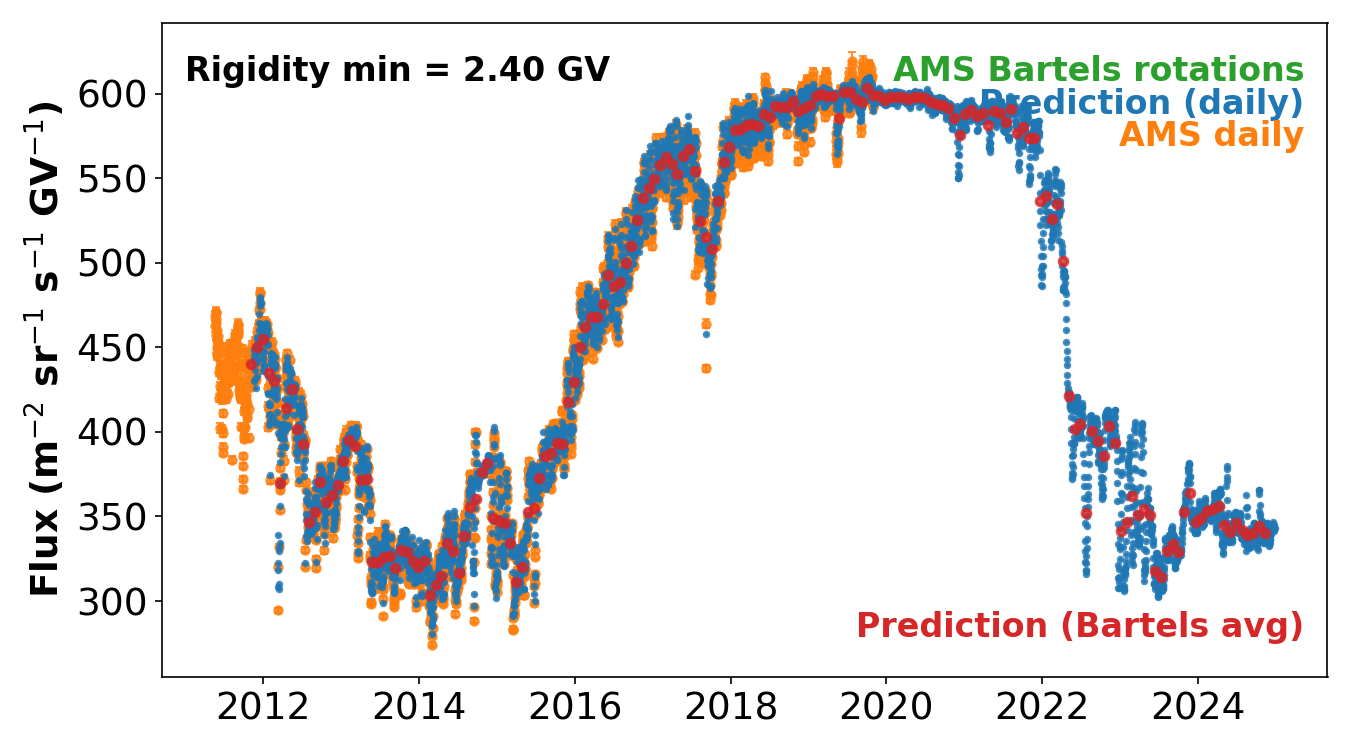 Rigidity min = 2.40 GV
AMS Bartels rotations
Prediction (daily)
AMS daily
Prediction (Bartels avg)
Flux (m⁻² sr⁻¹ s⁻¹ GV⁻¹)
600
550
500
450
400
350
300
2012 2014 2016 2018 2020 2022 2024